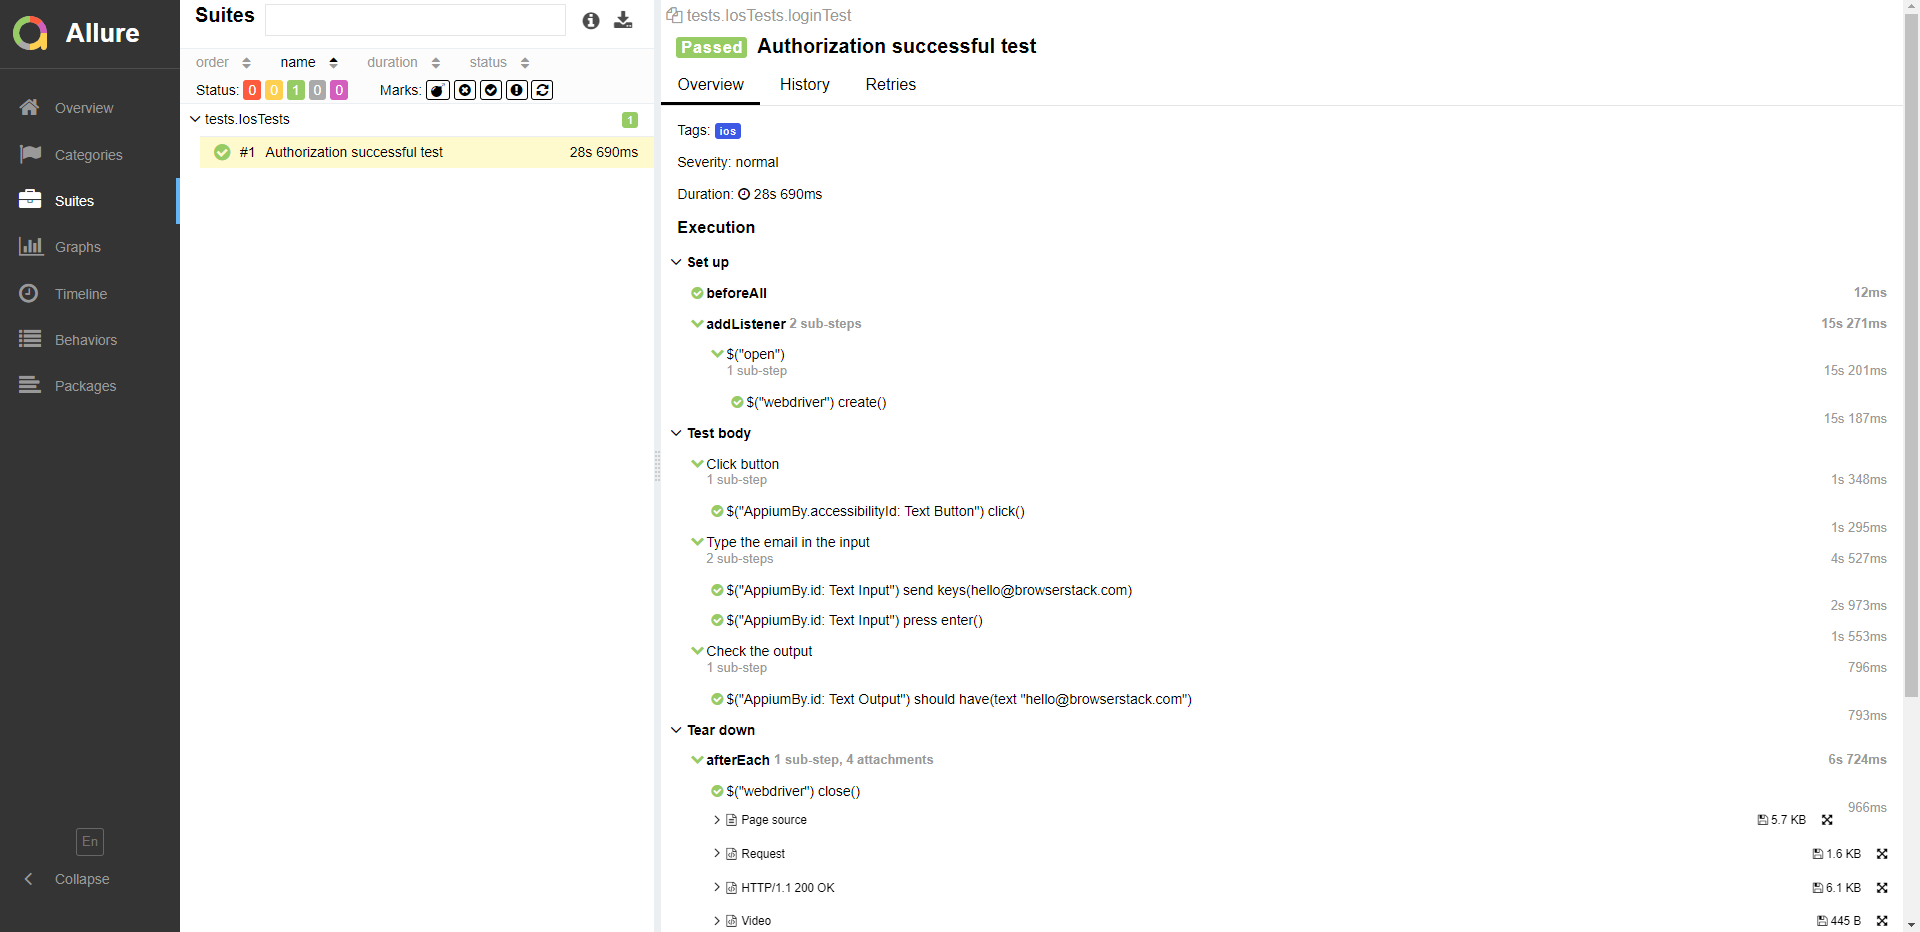 Allure
Overview
Categories
Suites
Graphs
Timeline
Behaviors
Packages
En
Collapse
Suites
order name duration status
Status: 0 0 1 0 0 Marks:
tests.IosTests 1
#1 Authorization successful test 28s 690ms
tests.IosTests.loginTest
Passed Authorization successful test
Overview History Retries
Tags: ios
Severity: normal
Duration: 28s 690ms
Execution
Set up
beforeAll 12ms
addListener 2 sub-steps 15s 271ms
$("open")
1 sub-step 15s 201ms
$("webdriver") create()
15s 187ms
Test body
Click button
1 sub-step 1s 348ms
$("AppiumBy.accessibilityId: Text Button") click()
1s 295ms
Type the email in the input
2 sub-steps 4s 527ms
$("AppiumBy.id: Text Input") send keys(hello@browserstack.com)
2s 973ms
$("AppiumBy.id: Text Input") press enter()
1s 553ms
Check the output
1 sub-step 796ms
$("AppiumBy.id: Text Output") should have(text "hello@browserstack.com")
793ms
Tear down
afterEach 1 sub-step, 4 attachments 6s 724ms
$("webdriver") close()
966ms
Page source 5.7 KB
Request 1.6 KB
HTTP/1.1 200 OK 6.1 KB
Video 445 B